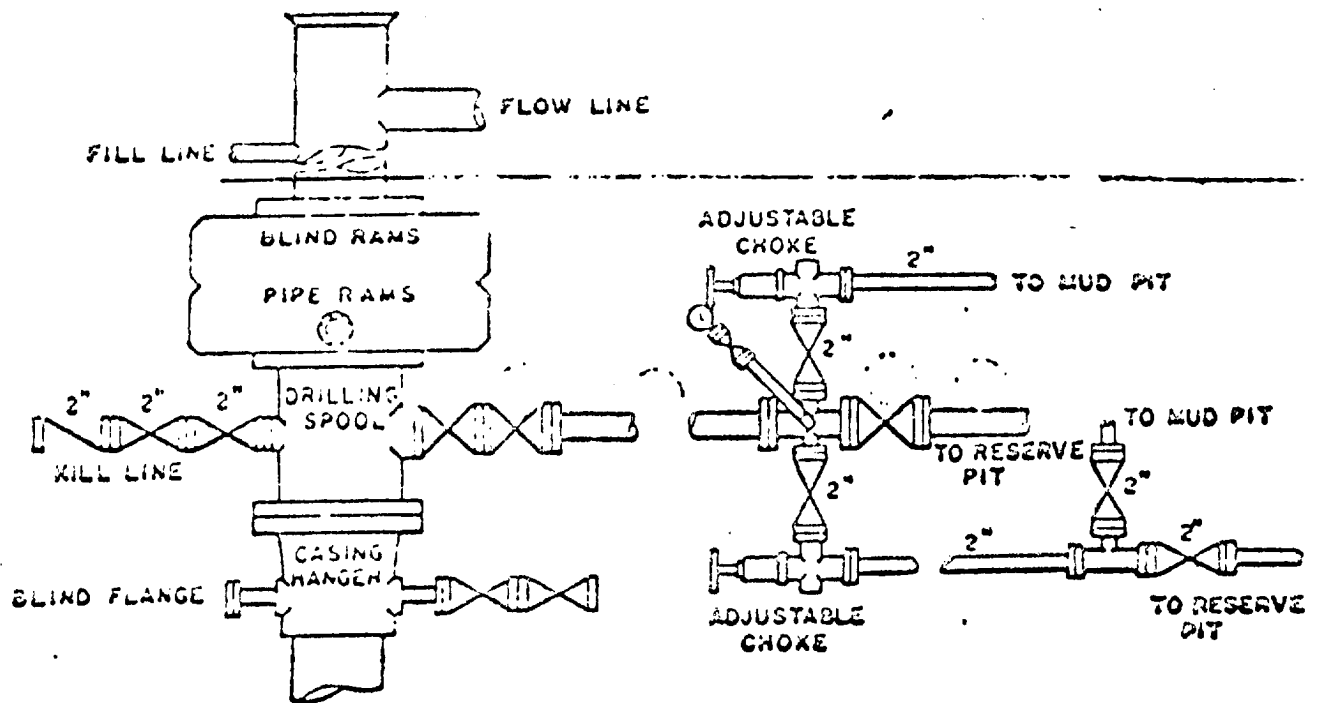 FLOW LINE
FILL LINE
BLIND RAMS
PIPE RAMS
ADJUSTABLE
CHOKE
2"
TO MUD PIT
2"
2"
2"
2"
DRILLING
SPOOL
KILL LINE
TO RESERVE
PIT
2"
TO MUD PIT
2"
CASING
HANGER
BLIND FLANGE
ADJUSTABLE
CHOKE
2"
2"
TO RESERVE
PIT